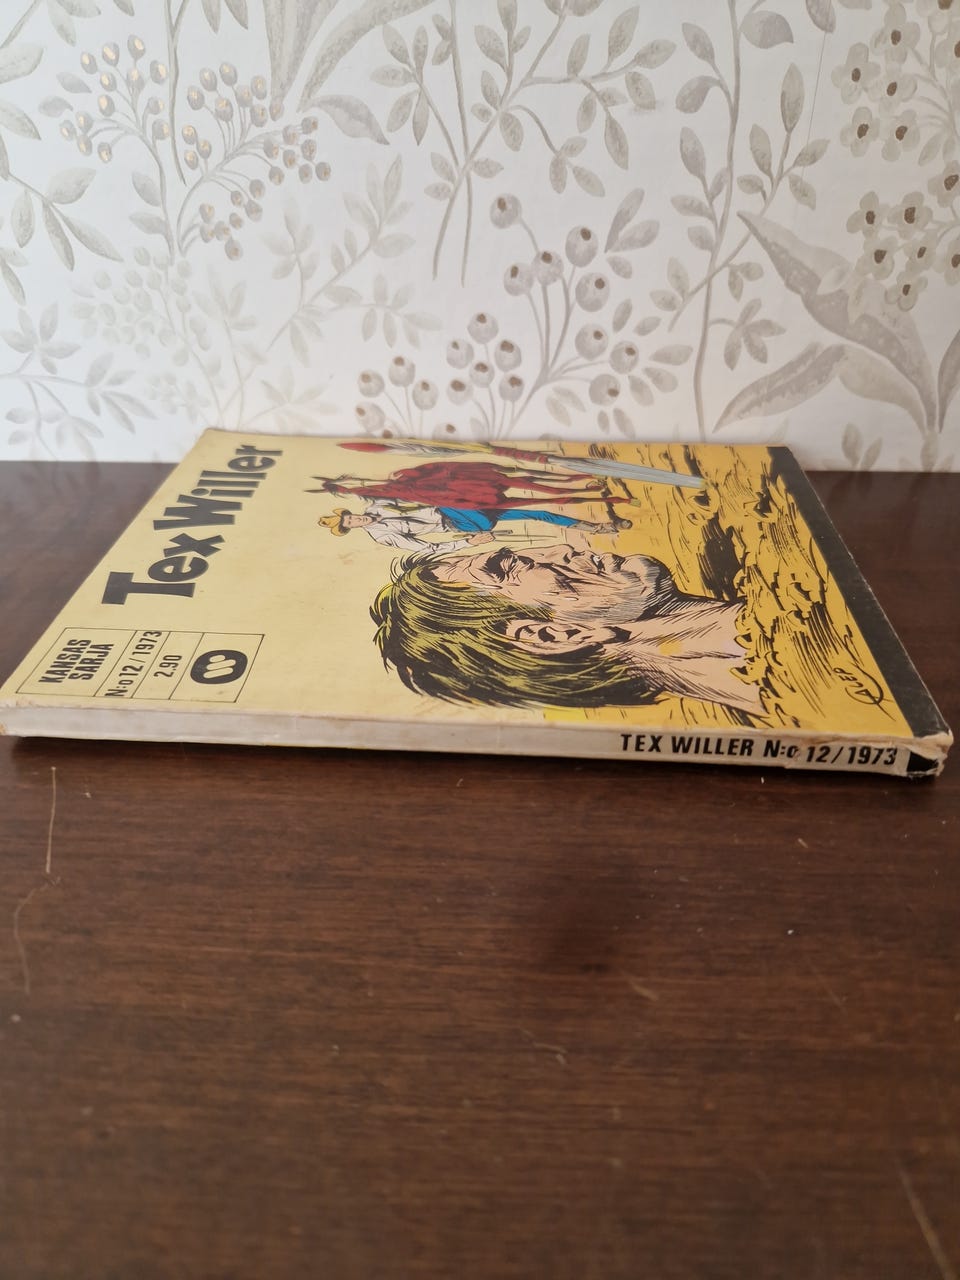 Tex Willer
KANSAS
SARJA
N:o 12/1973
2,90
TEX WILLER N:o 12/1973